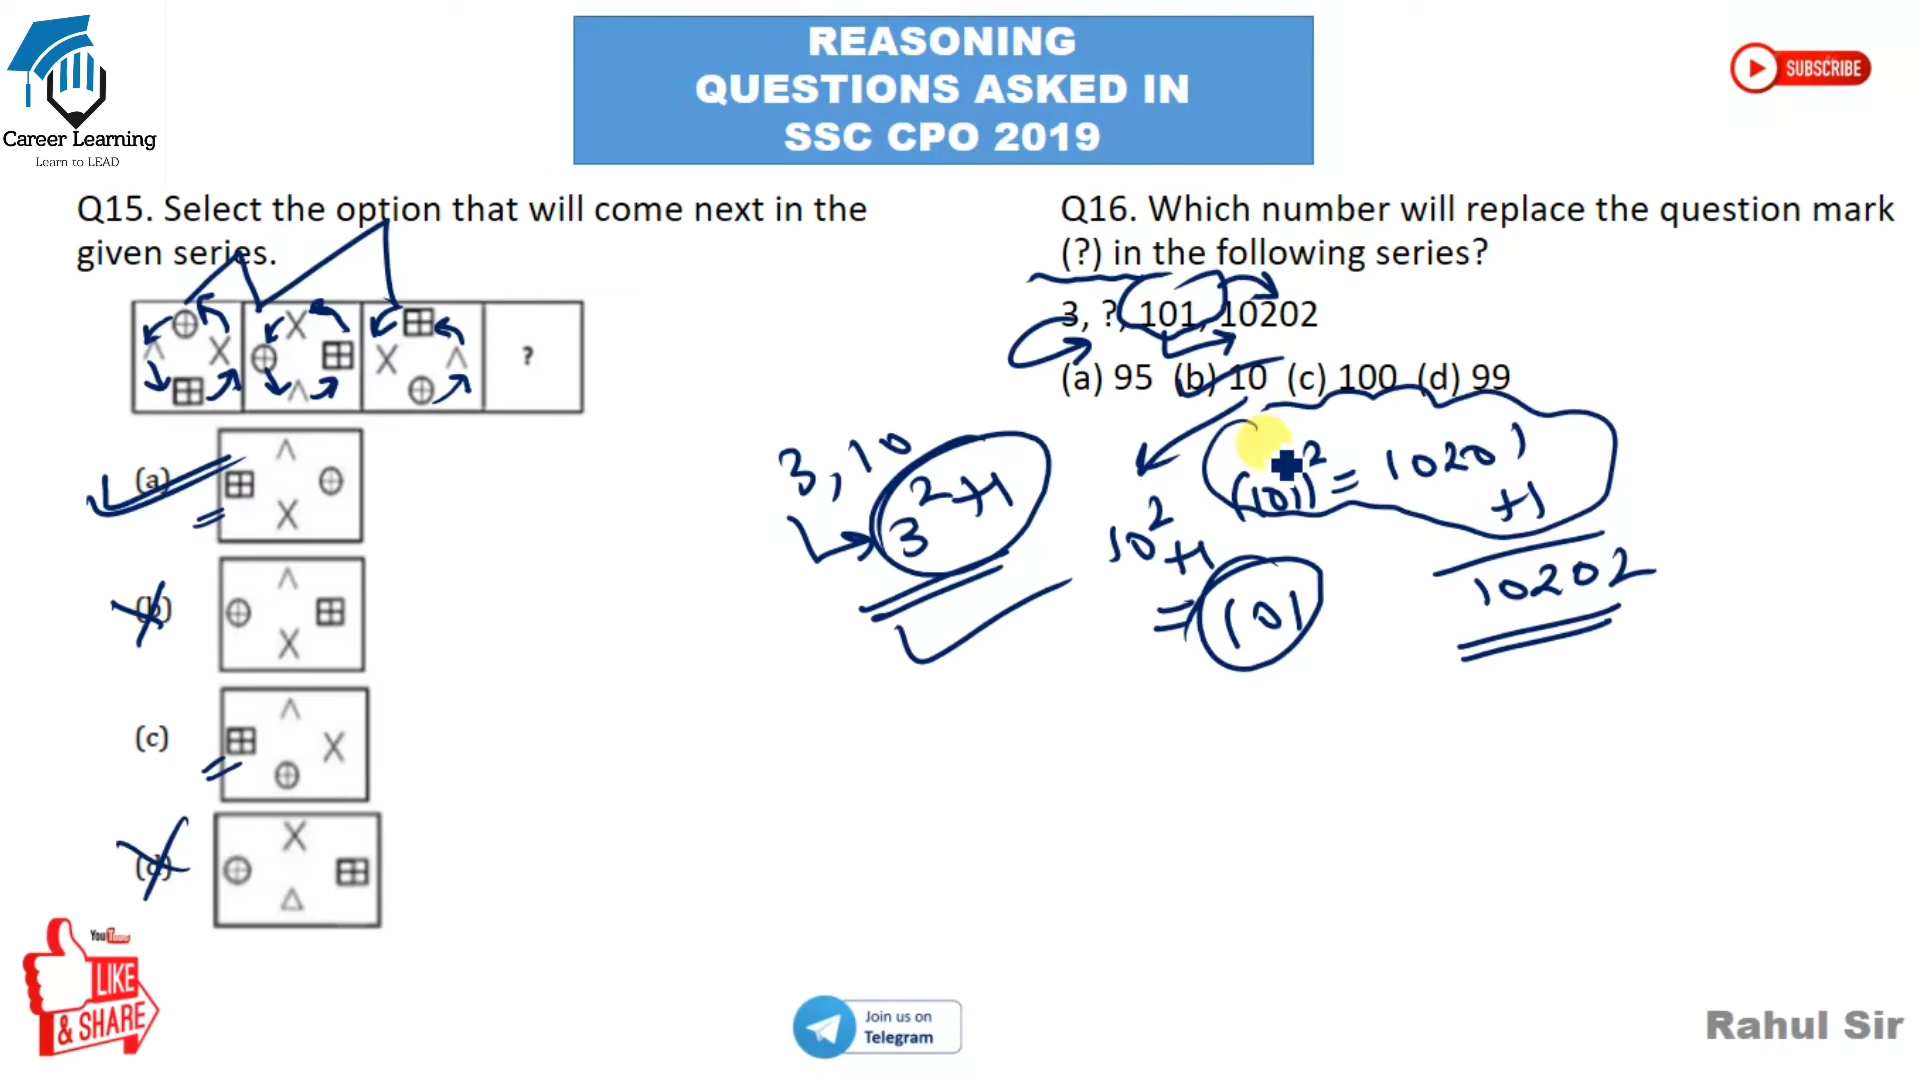 Career Learning
Learn to LEAD
REASONING
QUESTIONS ASKED IN
SSC CPO 2019
SUBSCRIBE
Q15. Select the option that will come next in the
given series.
?
(a)
(b)
(c)
(d)
Q16. Which number will replace the question mark
(?) in the following series?
3, ?, 101, 10202
(a) 95 (b) 10 (c) 100 (d) 99
3, 10
3²+1
10²+1
= 101
(101)² = 10201
+1
10202
YouTube
LIKE
& SHARE
Join us on
Telegram
Rahul Sir